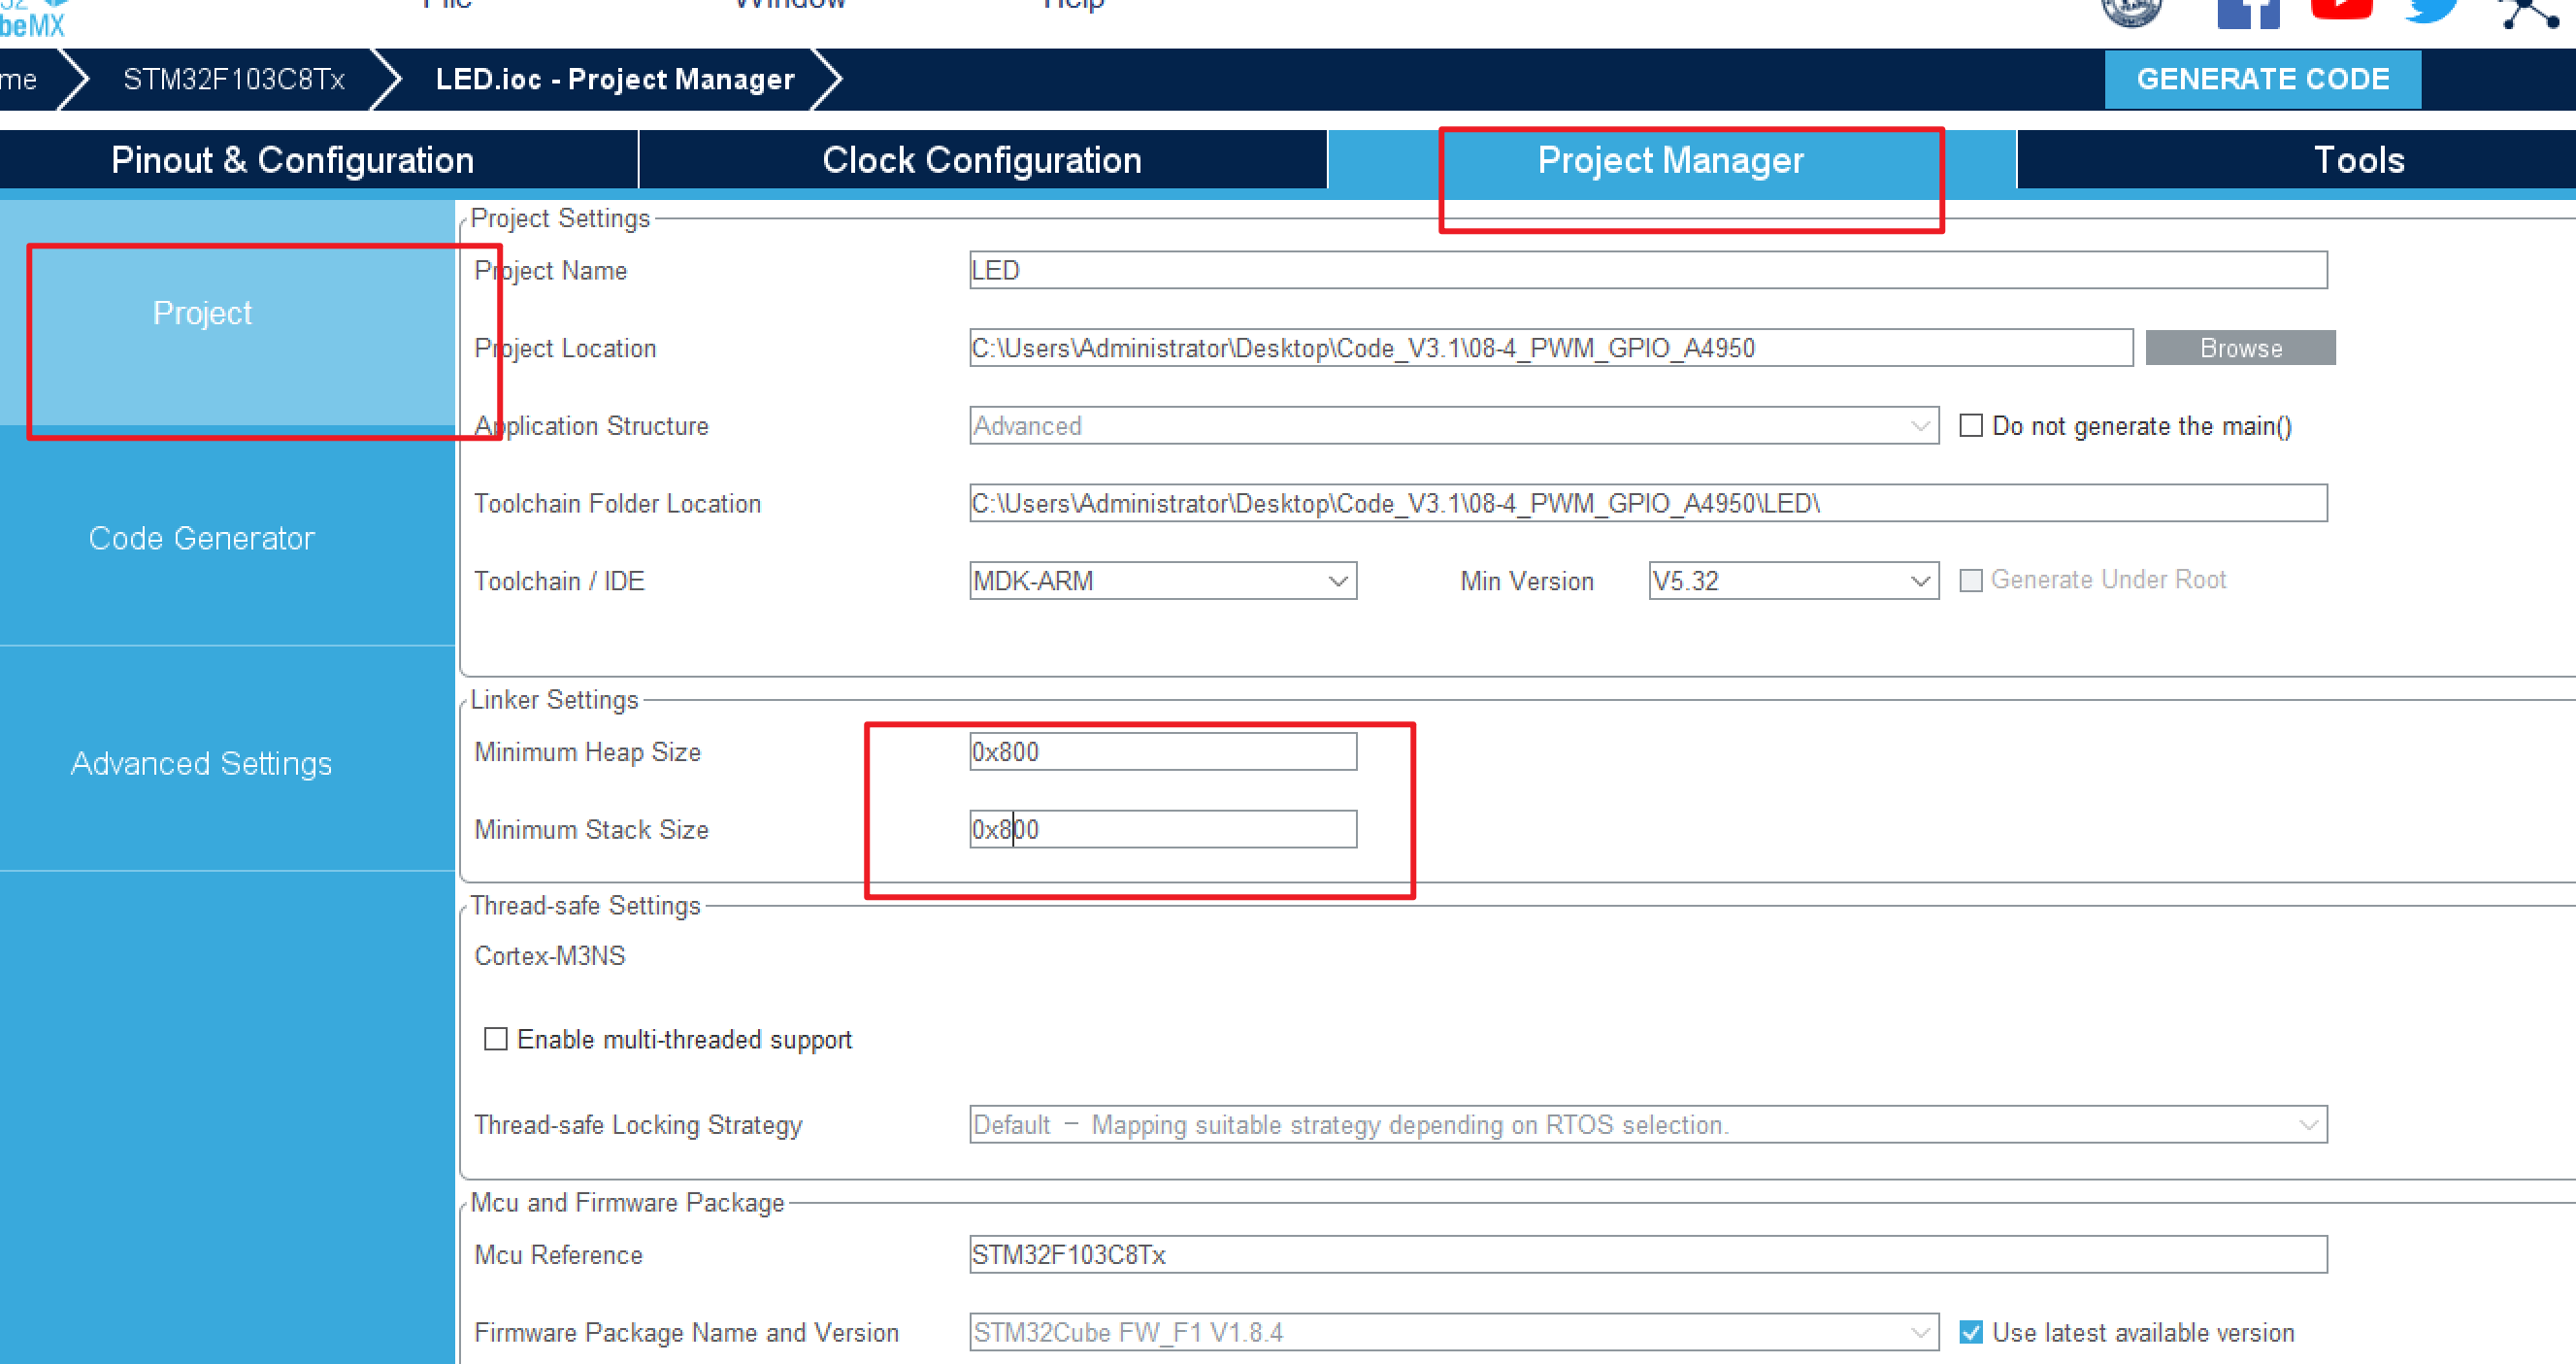 beMX
me STM32F103C8Tx LED.ioc - Project Manager GENERATE CODE
Pinout & Configuration Clock Configuration Project Manager Tools
Project
Code Generator
Advanced Settings
Project Settings
Project Name LED
Project Location C:\Users\Administrator\Desktop\Code_V3.1\08-4_PWM_GPIO_A4950 Browse
Application Structure Advanced Do not generate the main()
Toolchain Folder Location C:\Users\Administrator\Desktop\Code_V3.1\08-4_PWM_GPIO_A4950\LED\
Toolchain / IDE MDK-ARM Min Version V5.32 Generate Under Root
Linker Settings
Minimum Heap Size 0x800
Minimum Stack Size 0x800
Thread-safe Settings
Cortex-M3NS
Enable multi-threaded support
Thread-safe Locking Strategy Default - Mapping suitable strategy depending on RTOS selection.
Mcu and Firmware Package
Mcu Reference STM32F103C8Tx
Firmware Package Name and Version STM32Cube FW_F1 V1.8.4 Use latest available version